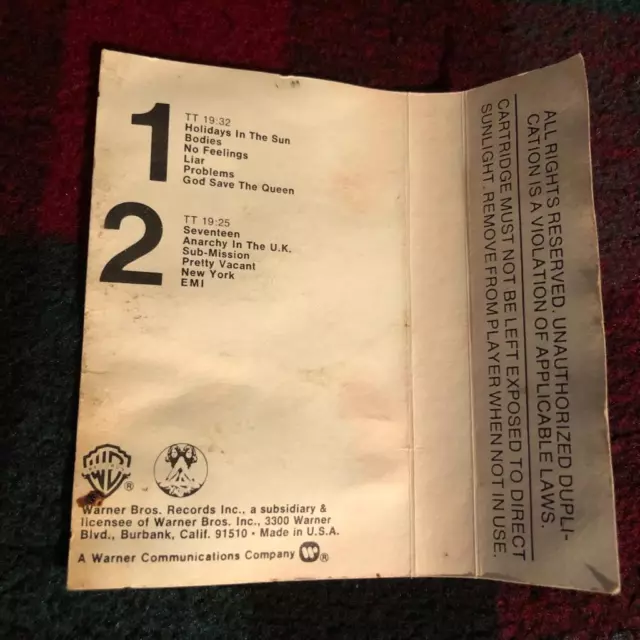 1
TT 19:32
Holidays In The Sun
Bodies
No Feelings
Liar
Problems
God Save The Queen
2
TT 19:25
Seventeen
Anarchy In The U.K.
Sub-Mission
Pretty Vacant
New York
EMI
WB ®
Warner Bros. Records Inc., a subsidiary &
licensee of Warner Bros. Inc., 3300 Warner
Blvd., Burbank, Calif. 91510 • Made in U.S.A.
A Warner Communications Company ®
ALL RIGHTS RESERVED. UNAUTHORIZED DUPLI-
CATION IS A VIOLATION OF APPLICABLE LAWS.
CARTRIDGE MUST NOT BE LEFT EXPOSED TO DIRECT
SUNLIGHT. REMOVE FROM PLAYER WHEN NOT IN USE.